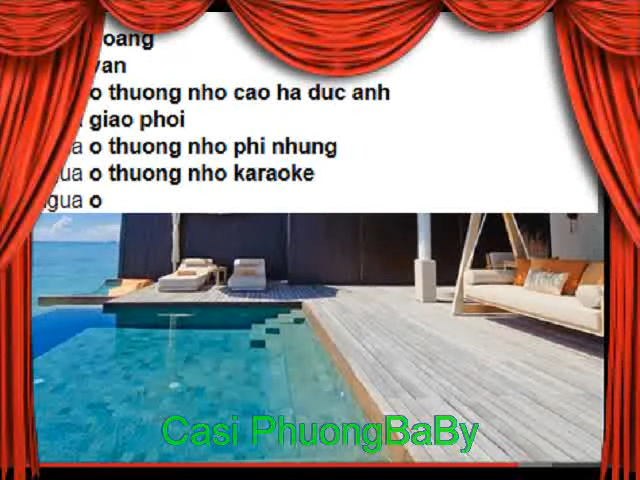 oang
van
o thuong nho cao ha duc anh
giao phoi
a o thuong nho phi nhung
gua o thuong nho karaoke
gua o
Casi PhuongBaBy